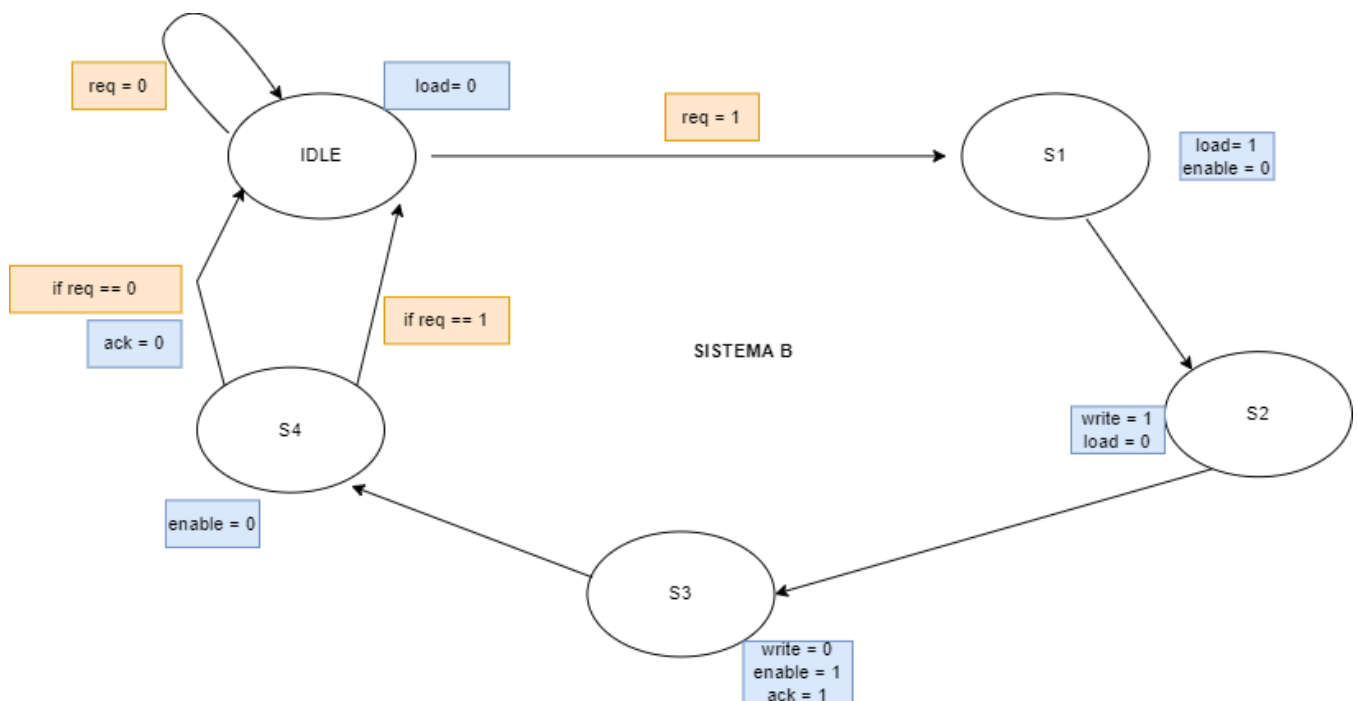 req = 0
load= 0
req = 1
IDLE
S1
load= 1
enable = 0
if req == 0
ack = 0
if req == 1
SISTEMA B
S4
S2
write = 1
load = 0
enable = 0
S3
write = 0
enable = 1
ack = 1